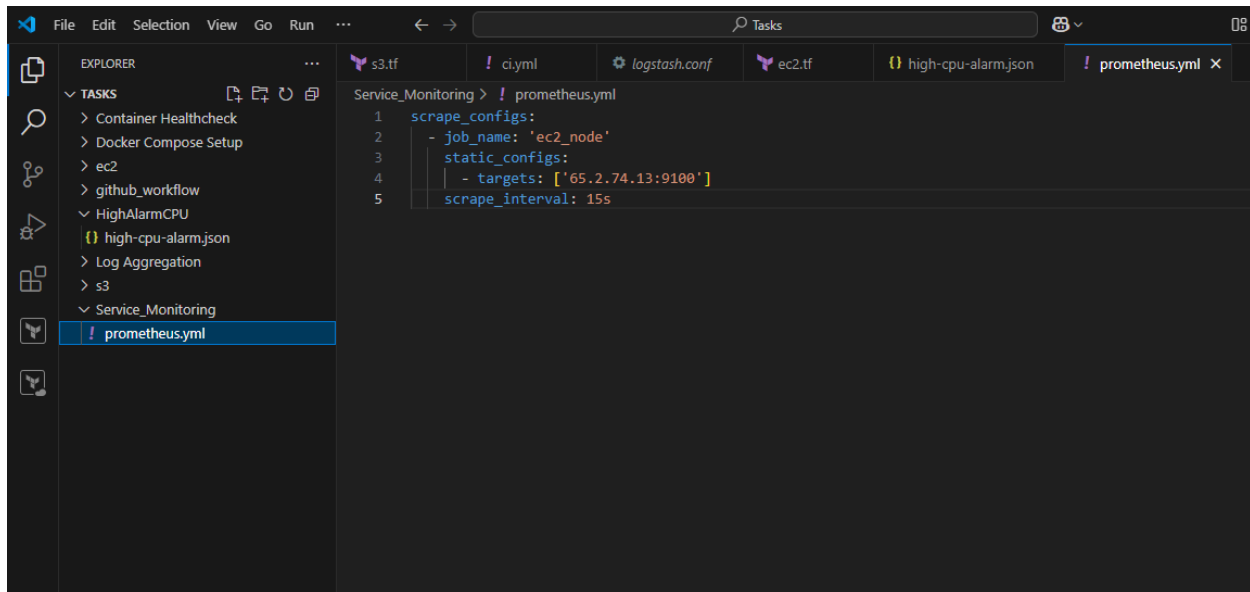 File Edit Selection View Go Run ··· ← → Tasks
EXPLORER ···
TASKS
Container Healthcheck
Docker Compose Setup
ec2
github_workflow
HighAlarmCPU
{} high-cpu-alarm.json
Log Aggregation
s3
Service_Monitoring
! prometheus.yml
s3.tf ! ci.yml logstash.conf ec2.tf {} high-cpu-alarm.json ! prometheus.yml ×
Service_Monitoring > ! prometheus.yml
1 scrape_configs:
2   - job_name: 'ec2_node'
3     static_configs:
4       - targets: ['65.2.74.13:9100']
5     scrape_interval: 15s